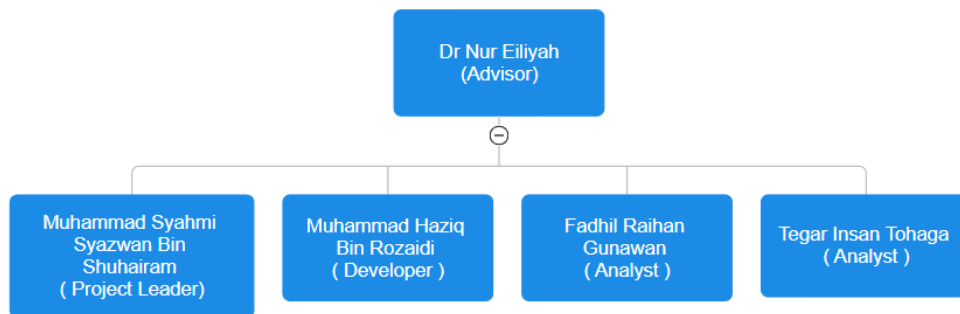 Dr Nur Eiliyah
(Advisor)
Muhammad Syahmi
Syazwan Bin
Shuhairam
( Project Leader)
Muhammad Haziq
Bin Rozaidi
( Developer )
Fadhil Raihan
Gunawan
( Analyst )
Tegar Insan Tohaga
( Analyst )